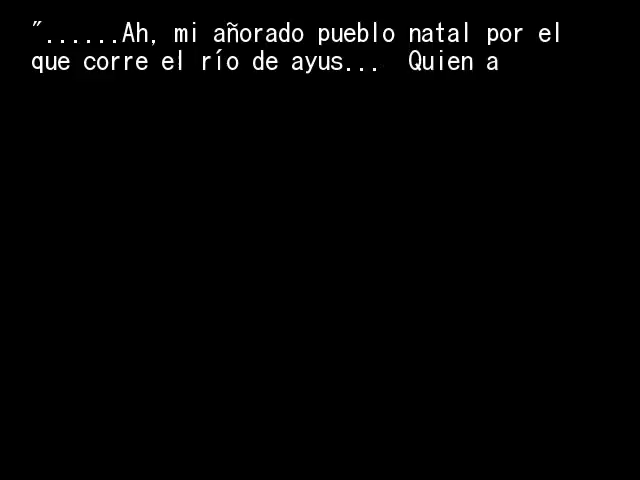 "......Ah, mi añorado pueblo natal por el
que corre el río de ayus...  Quien a